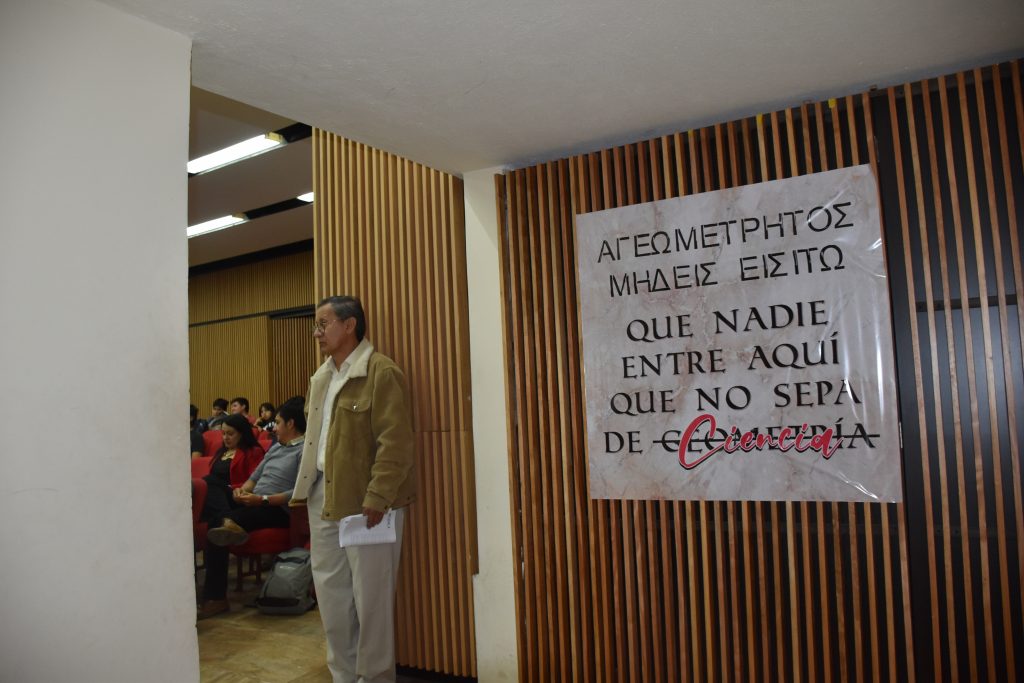 ΑΓΕΩΜΕΤΡΗΤΟΣ
ΜΗΔΕΙΣ ΕΙΣΙΤΩ
QUE NADIE
ENTRE AQUÍ
QUE NO SEPA
DE GEOMETRÍA
Ciencia